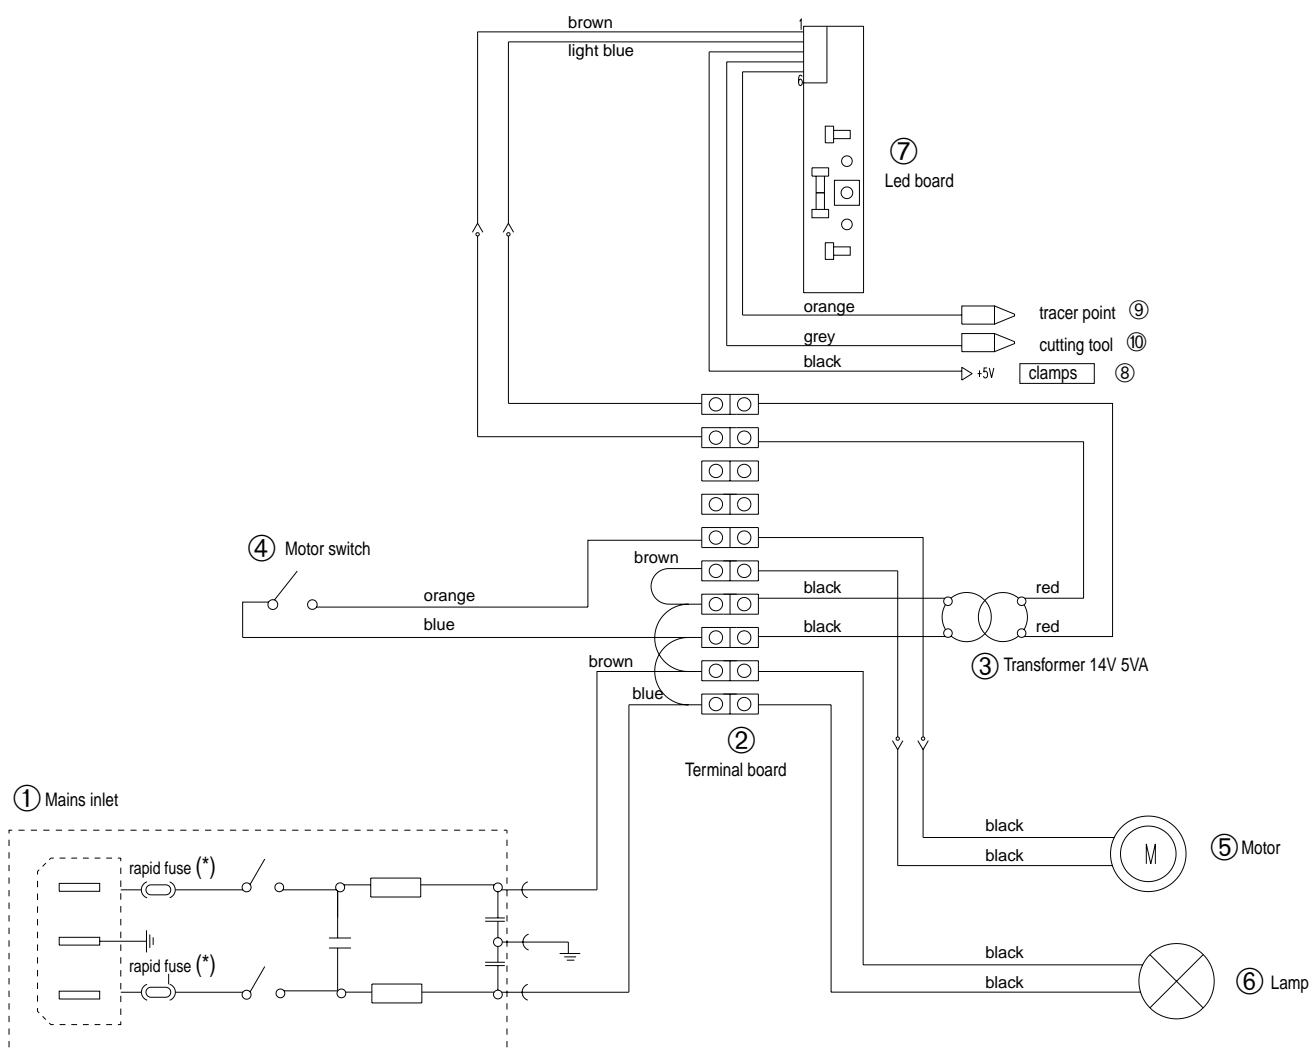 brown
1
light blue
6
⑦
Led board
orange
tracer point ⑨
grey
cutting tool ⑩
black
+5V
clamps ⑧
④ Motor switch
brown
orange
black
red
blue
black
red
brown
③ Transformer 14V 5VA
blue
②
Terminal board
① Mains inlet
black
rapid fuse (*)
black
M
⑤ Motor
rapid fuse (*)
black
black
⑥ Lamp